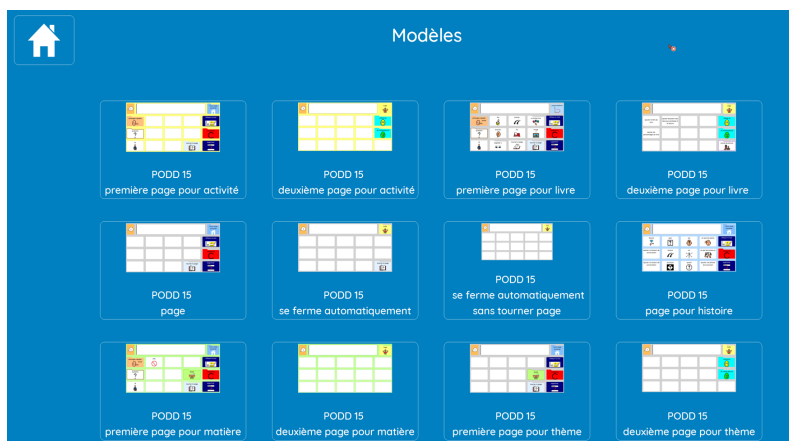 Modèles
PODD 15
première page pour activité
PODD 15
deuxième page pour activité
PODD 15
première page pour livre
PODD 15
deuxième page pour livre
PODD 15
page
PODD 15
se ferme automatiquement
PODD 15
se ferme automatiquement
sans tourner page
PODD 15
page pour histoire
PODD 15
première page pour matière
PODD 15
deuxième page pour matière
PODD 15
première page pour thème
PODD 15
deuxième page pour thème